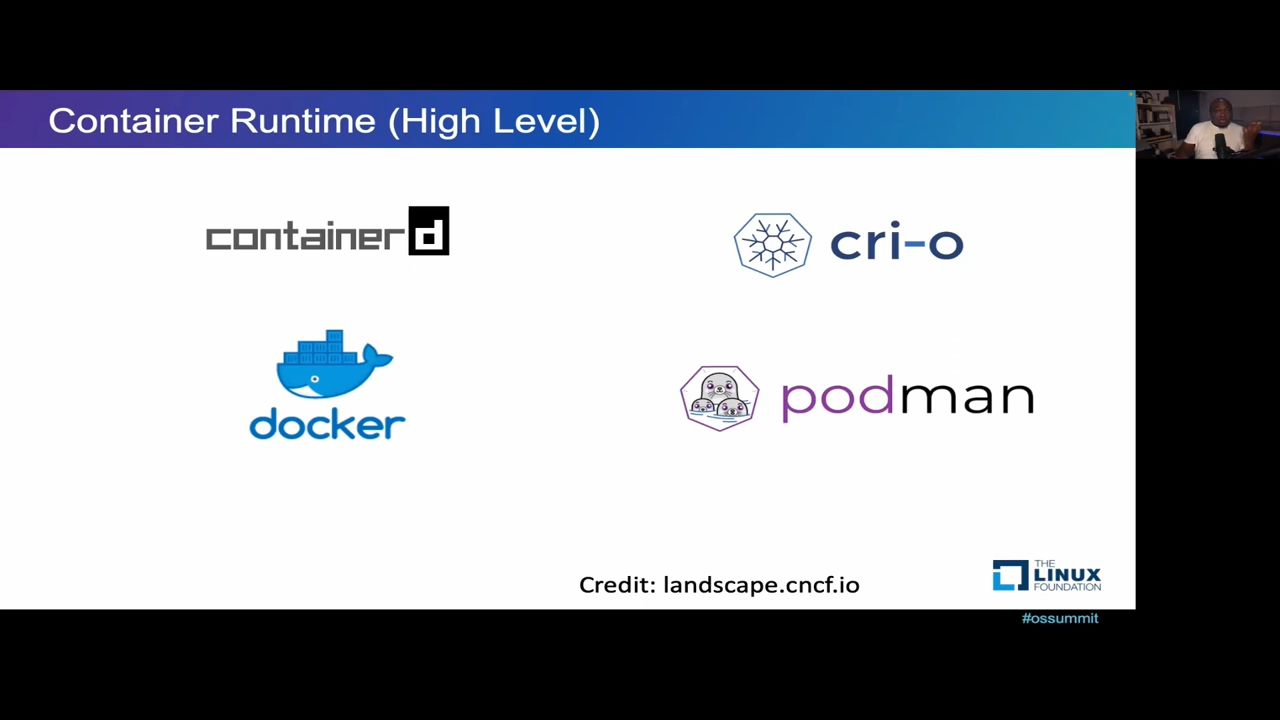 Container Runtime (High Level)
containerd
cri-o
docker
podman
Credit: landscape.cncf.io
THE
LINUX
FOUNDATION
#ossummit